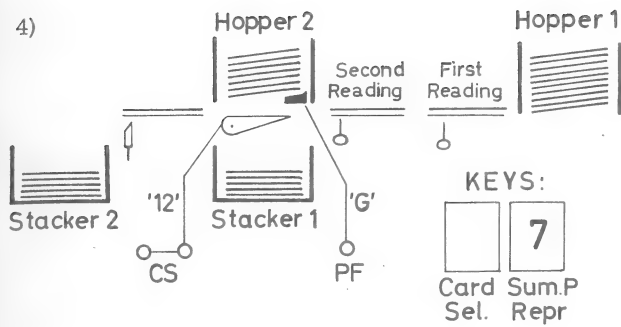 4)
Hopper 2
Hopper 1
Second
Reading
First
Reading
Stacker 2
'12'
Stacker 1
'G'
CS
PF
KEYS:
7
Card
Sel.
Sum.P
Repr